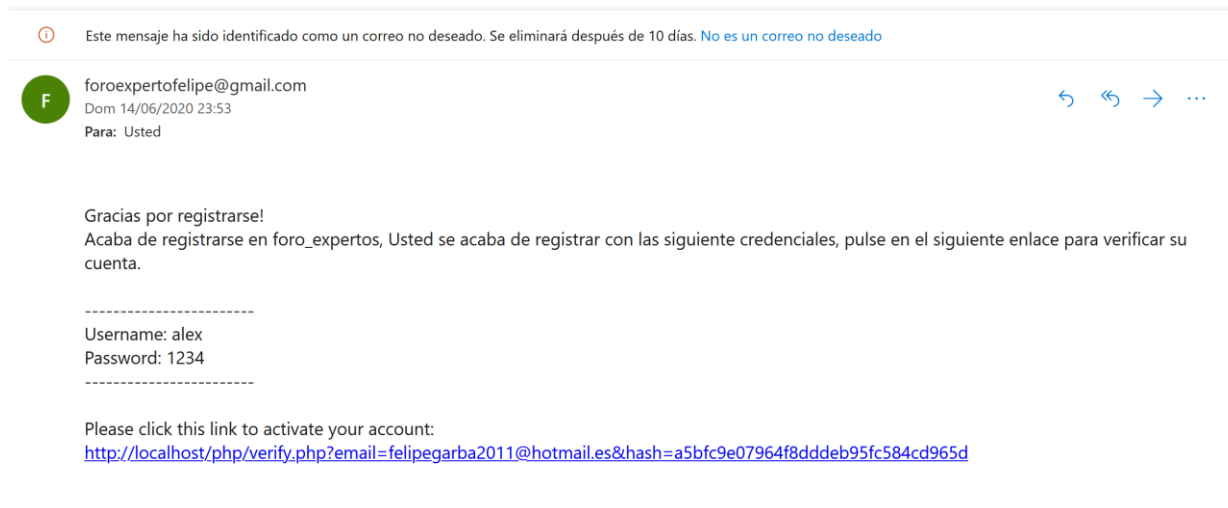 Este mensaje ha sido identificado como un correo no deseado. Se eliminará después de 10 días. No es un correo no deseado
F
foroexpertofelipe@gmail.com
Dom 14/06/2020 23:53
Para: Usted
Gracias por registrarse!
Acaba de registrarse en foro_expertos, Usted se acaba de registrar con las siguiente credenciales, pulse en el siguiente enlace para verificar su
cuenta.
------------------------
Username: alex
Password: 1234
------------------------
Please click this link to activate your account:
http://localhost/php/verify.php?email=felipegarba2011@hotmail.es&hash=a5bfc9e07964f8dddeb95fc584cd965d